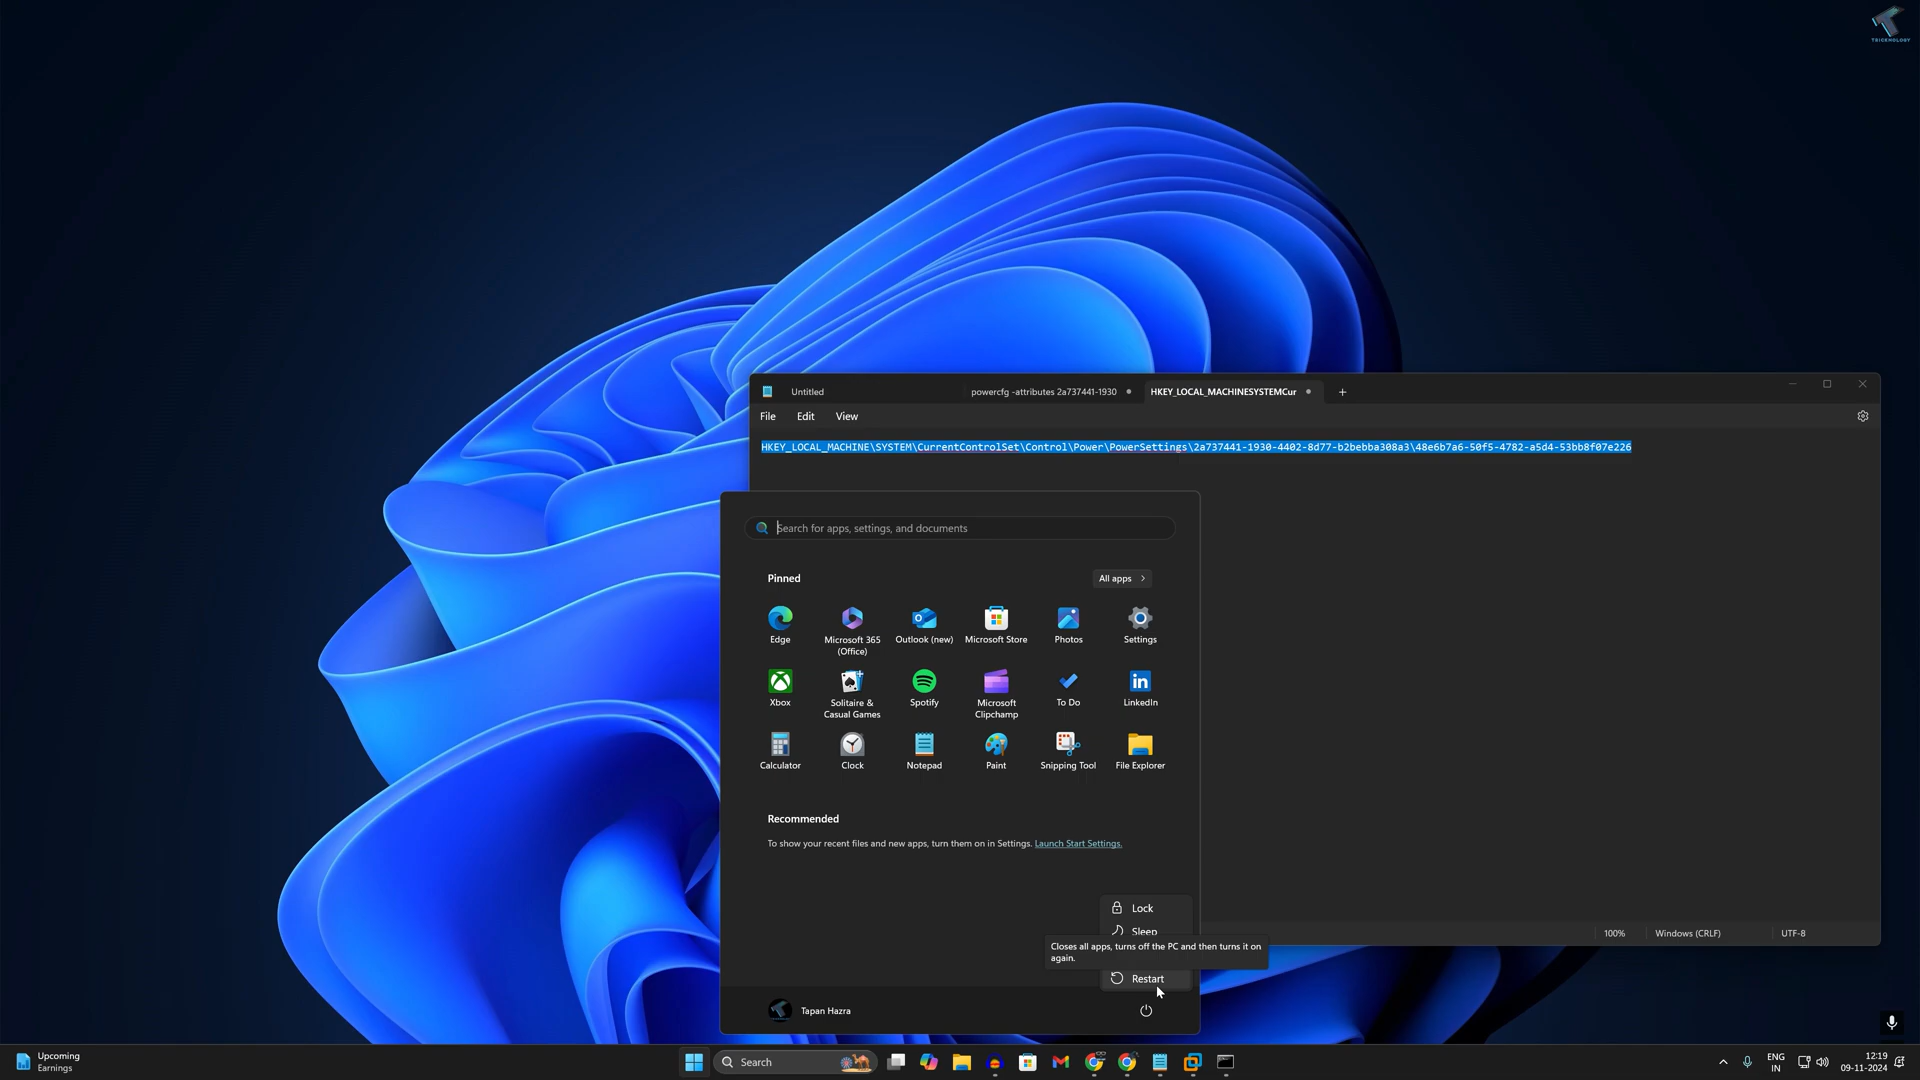 TRICKNOLOGY
Untitled
powercfg -attributes 2a737441-1930
HKEY_LOCAL_MACHINESYSTEMCur
File
Edit
View
HKEY_LOCAL_MACHINE\SYSTEM\CurrentControlSet\Control\Power\PowerSettings\2a737441-1930-4402-8d77-b2bebba308a3\48e6b7a6-50f5-4782-a5d4-53bb8f07e226
Search for apps, settings, and documents
Pinned
All apps
Edge
Microsoft 365
(Office)
Outlook (new)
Microsoft Store
Photos
Settings
Xbox
Solitaire &
Casual Games
Spotify
Microsoft
Clipchamp
To Do
LinkedIn
Calculator
Clock
Notepad
Paint
Snipping Tool
File Explorer
Recommended
To show your recent files and new apps, turn them on in Settings. Launch Start Settings.
Lock
Sleep
Closes all apps, turns off the PC and then turns it on
again.
Restart
Tapan Hazra
100%
Windows (CRLF)
UTF-8
Upcoming
Earnings
Search
ENG
IN
12:19
09-11-2024